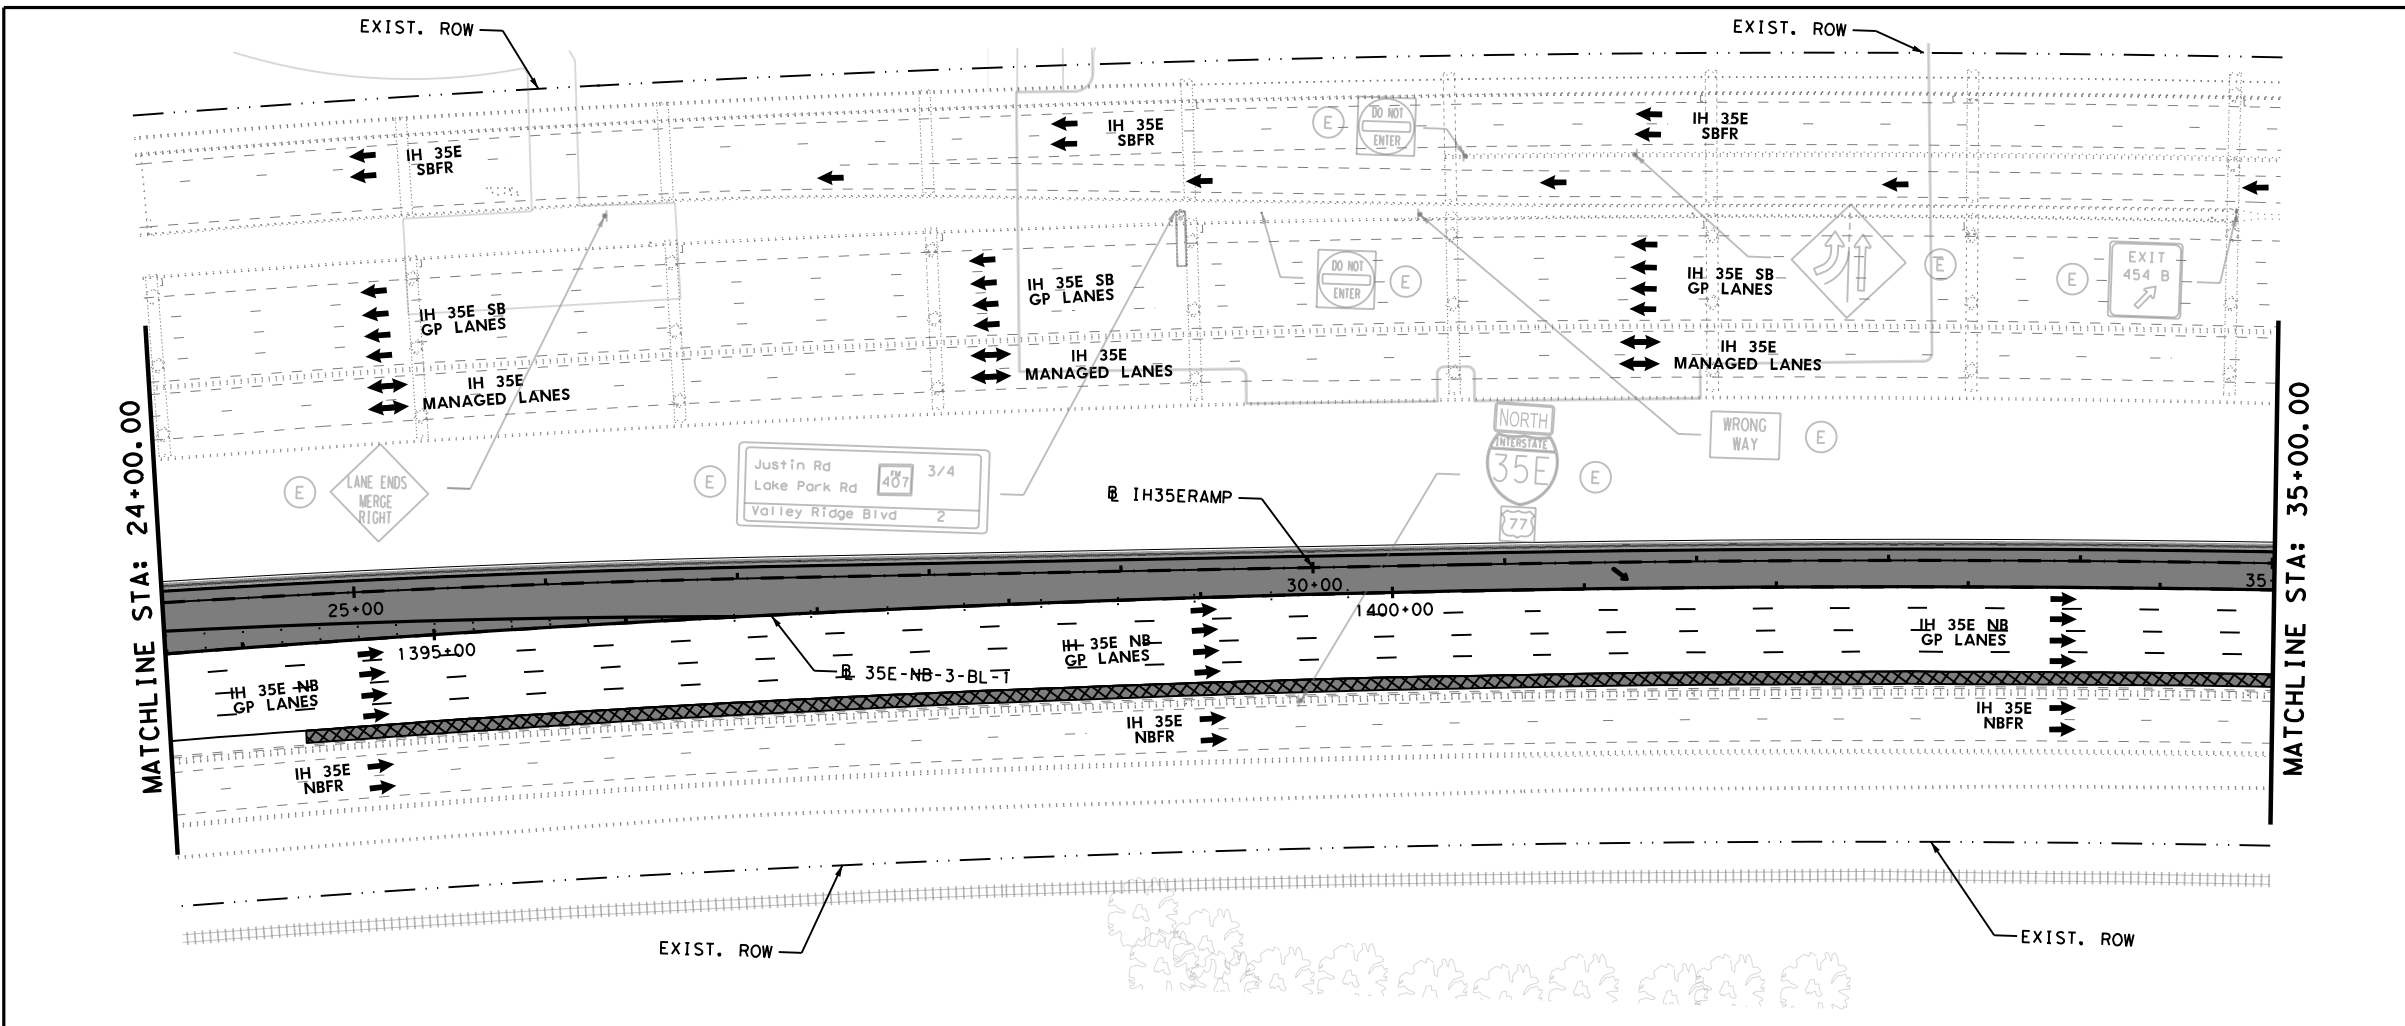 EXIST. ROW
EXIST. ROW
IH 35E
SBFR
IH 35E
SBFR
DO NOT
ENTER
E
IH 35E
SBFR
IH 35E SB
GP LANES
IH 35E
MANAGED LANES
IH 35E SB
GP LANES
IH 35E
MANAGED LANES
DO NOT
ENTER
E
IH 35E SB
GP LANES
IH 35E
MANAGED LANES
E
E
EXIT
454 B
MATCHLINE STA: 24+00.00
E
LANE ENDS
MERGE
RIGHT
E
Justin Rd
Lake Park Rd
FM
407
3/4
Valley Ridge Blvd 2
NORTH
INTERSTATE
35E
77
E
WRONG
WAY
E
MATCHLINE STA: 35+00.00
BL IH35ERAMP
25+00
30+00
35
1395+00
1400+00
IH 35E NB
GP LANES
IH 35E NB
GP LANES
IH 35E NB
GP LANES
BL 35E-NB-3-BL-1
IH 35E
NBFR
IH 35E
NBFR
IH 35E
NBFR
EXIST. ROW
EXIST. ROW